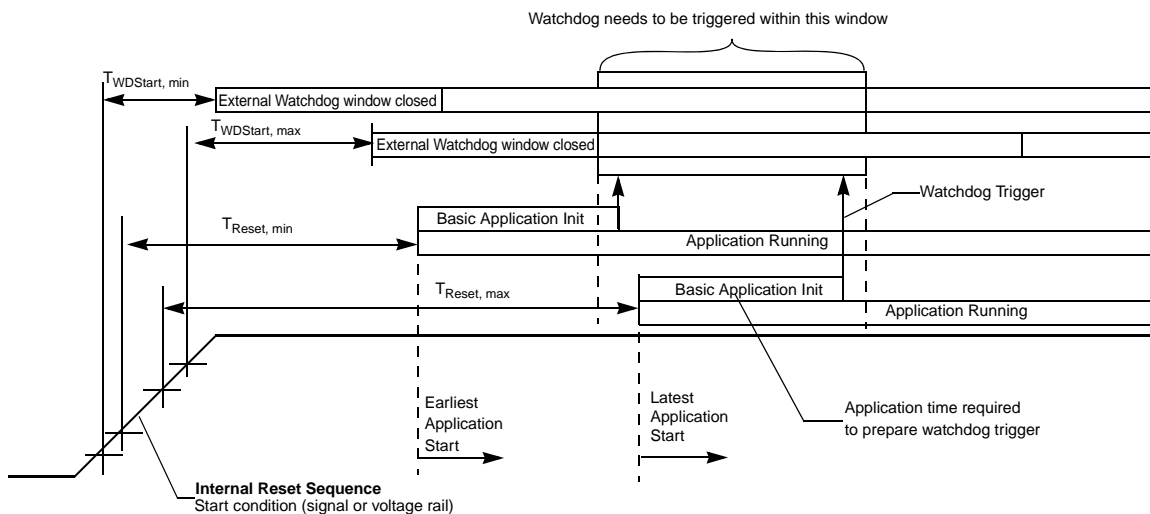 Watchdog needs to be triggered within this window
TWDStart, min
External Watchdog window closed
TWDStart, max
External Watchdog window closed
Watchdog Trigger
Basic Application Init
TReset, min
Application Running
TReset, max
Basic Application Init
Application Running
Earliest
Application
Start
Latest
Application
Start
Application time required
to prepare watchdog trigger
Internal Reset Sequence
Start condition (signal or voltage rail)